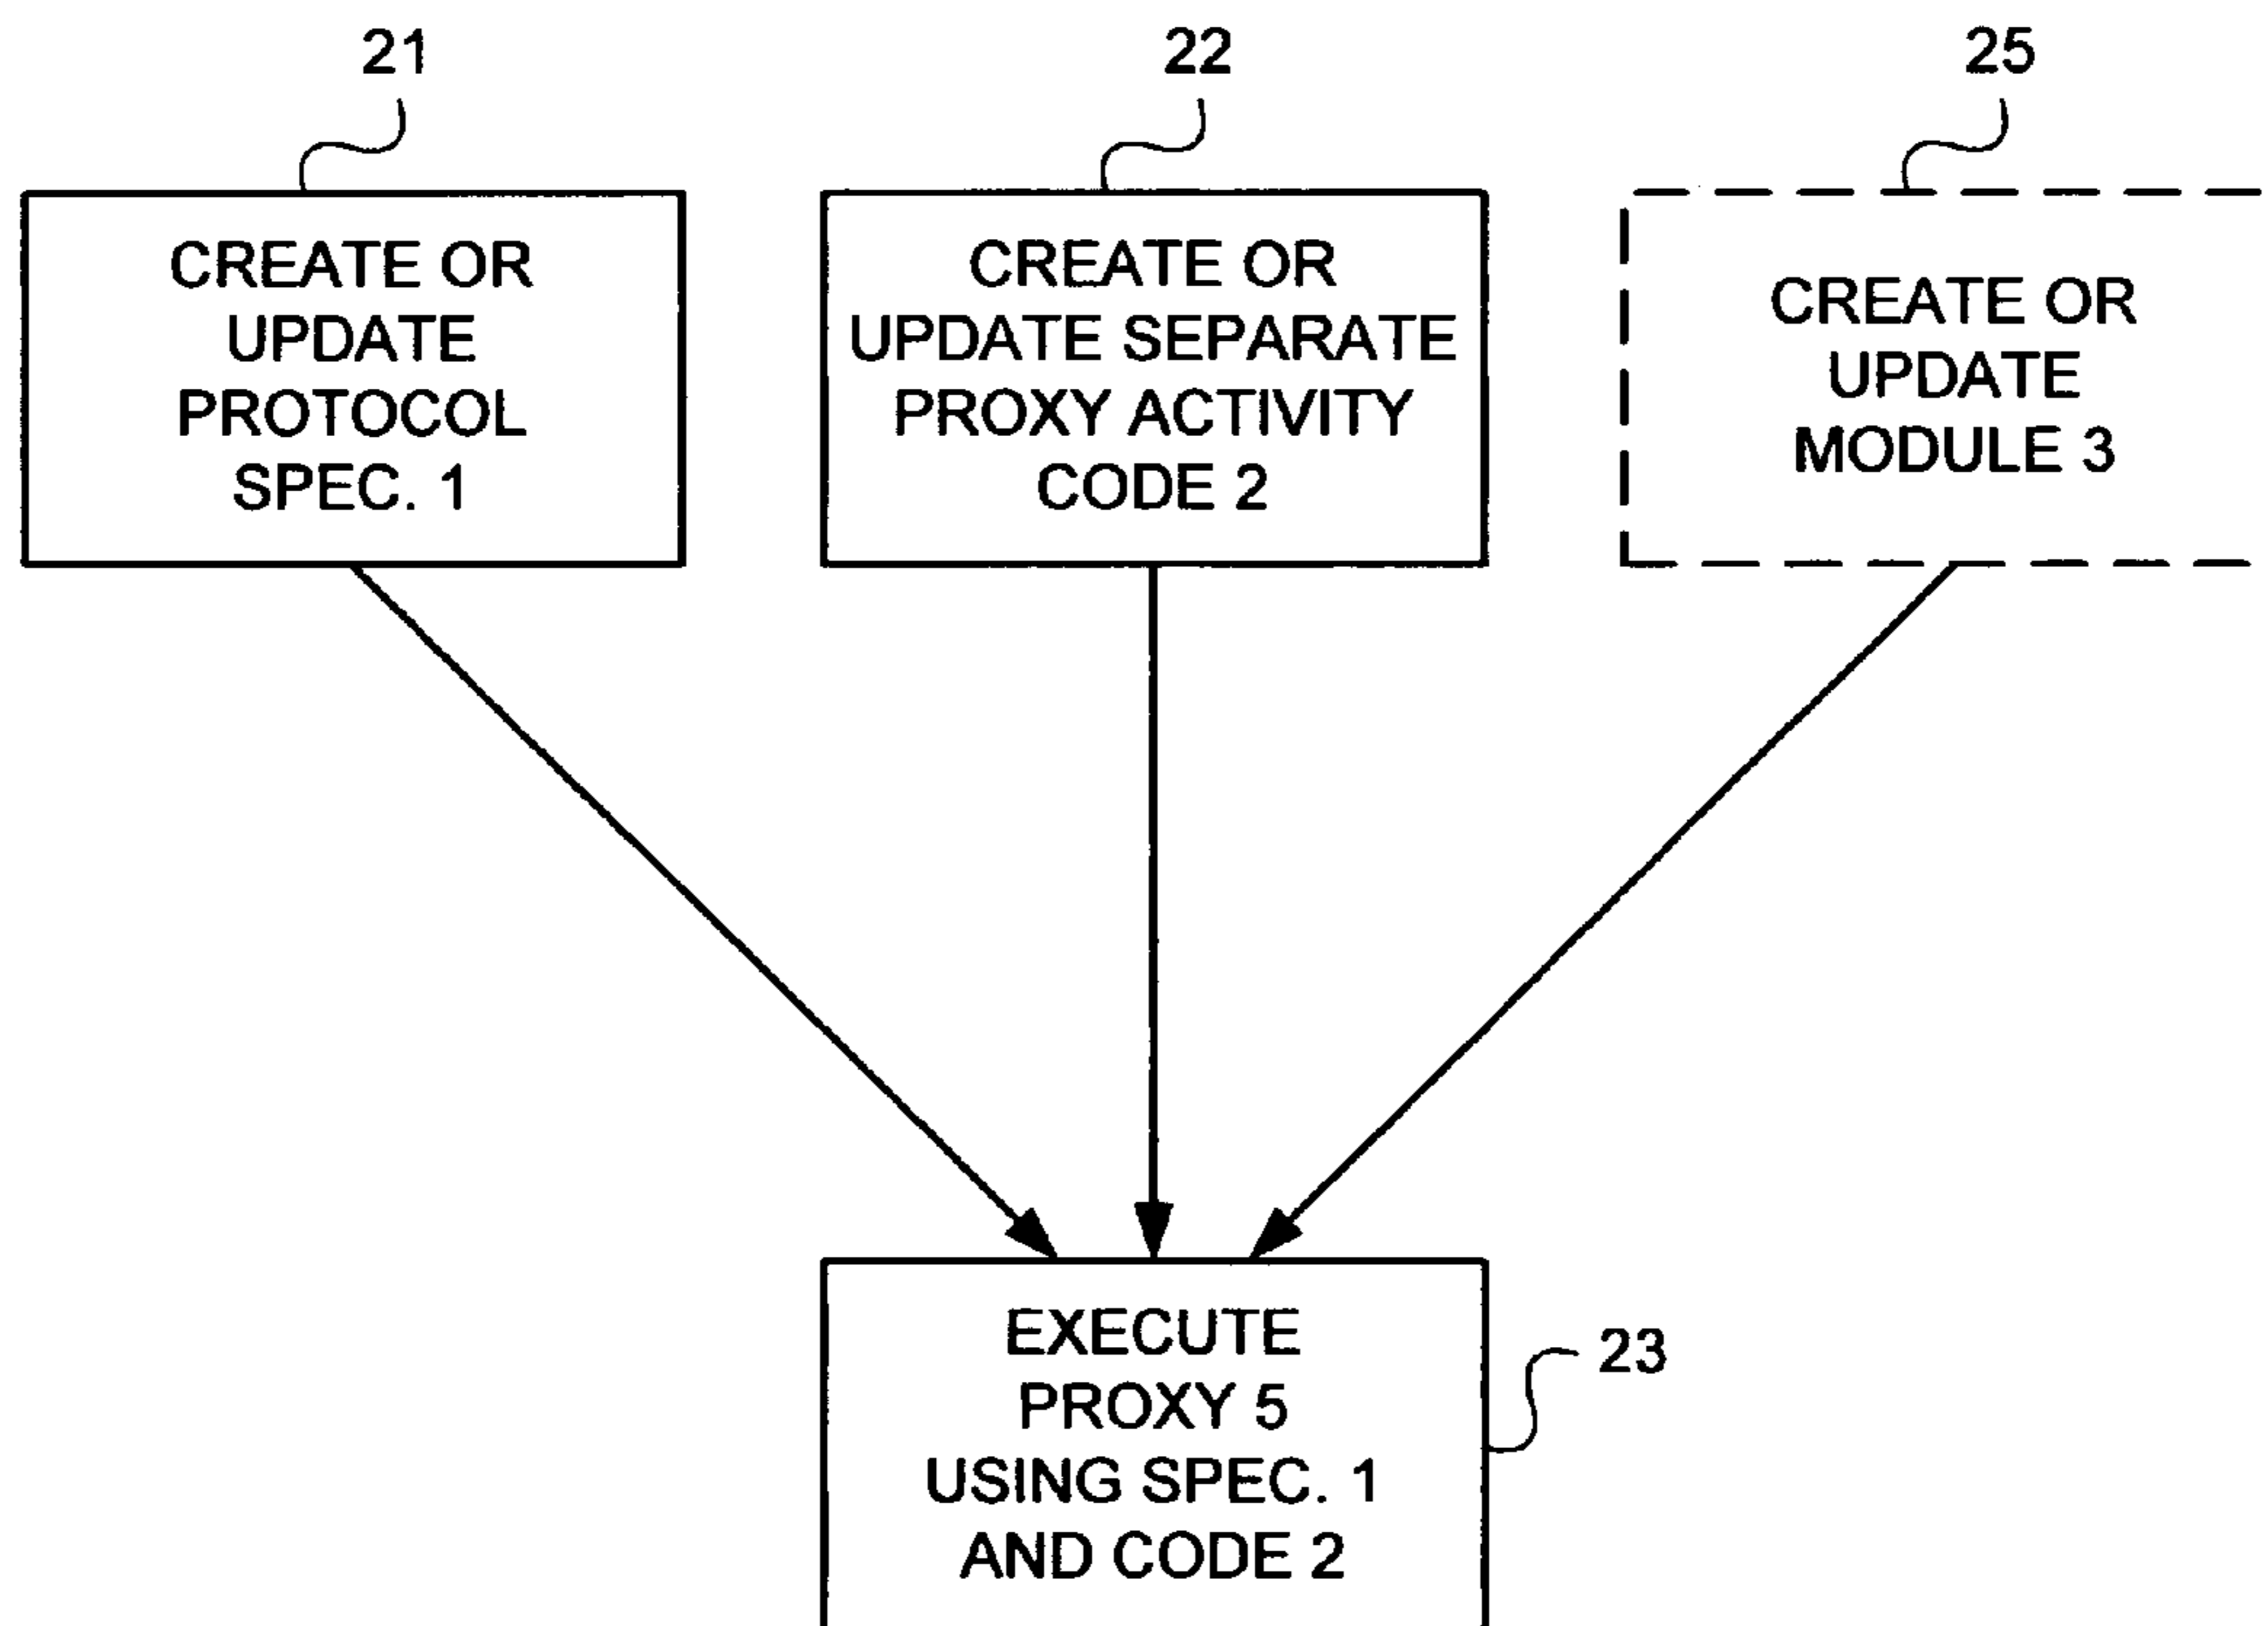 21
22
25
CREATE OR
UPDATE
PROTOCOL
SPEC. 1
CREATE OR
UPDATE SEPARATE
PROXY ACTIVITY
CODE 2
CREATE OR
UPDATE
MODULE 3
EXECUTE
PROXY 5
USING SPEC. 1
AND CODE 2
23